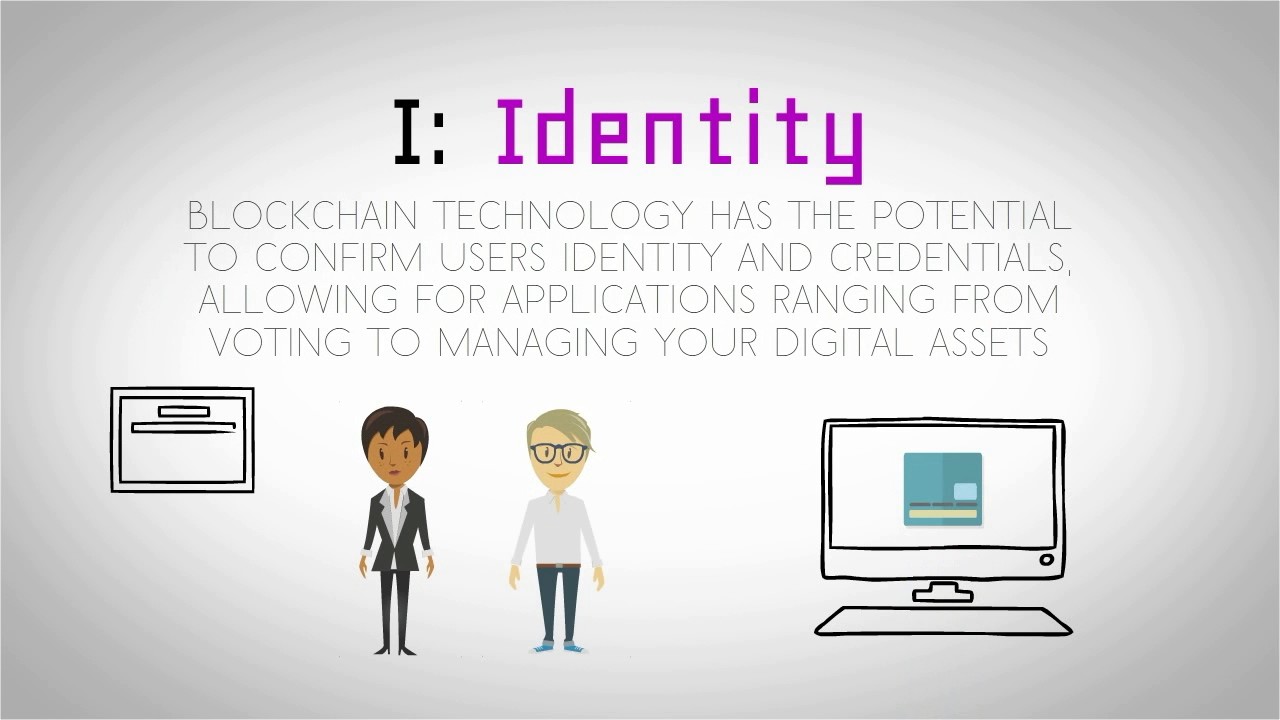 I: Identity
BLOCKCHAIN TECHNOLOGY HAS THE POTENTIAL
TO CONFIRM USERS IDENTITY AND CREDENTIALS,
ALLOWING FOR APPLICATIONS RANGING FROM
VOTING TO MANAGING YOUR DIGITAL ASSETS